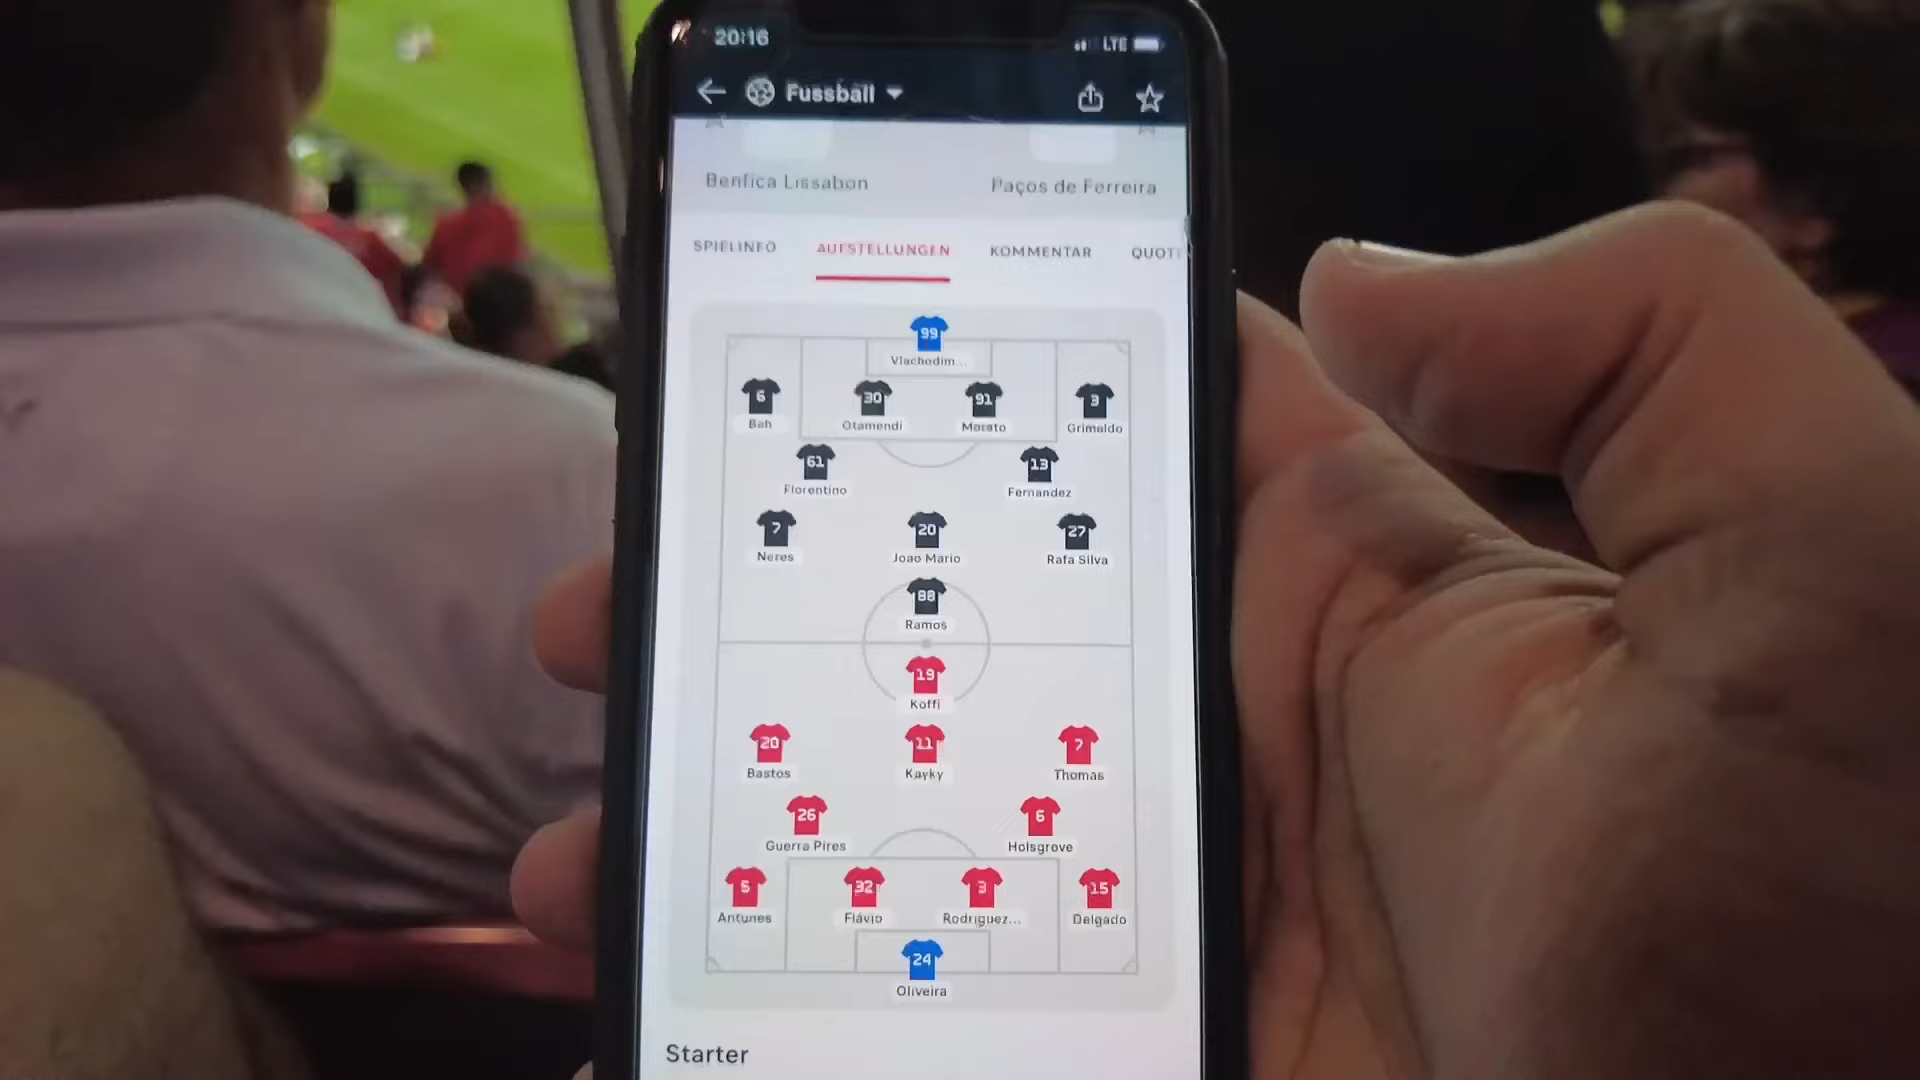 20:16
LTE
Fussball
Benfica Lissabon Paços de Ferreira
SPIELINFO AUFSTELLUNGEN KOMMENTAR QUOT
99
Vlachodim...
6 30 91 3
Bah Otamendi Morato Grimaldo
61 13
Florentino Fernandez
7 20 27
Neres Joao Mario Rafa Silva
88
Ramos
19
Koffi
20 11 7
Bastos Kayky Thomas
26 6
Guerra Pires Holsgrove
5 32 3 15
Antunes Flávio Rodriguez... Delgado
24
Oliveira
Starter